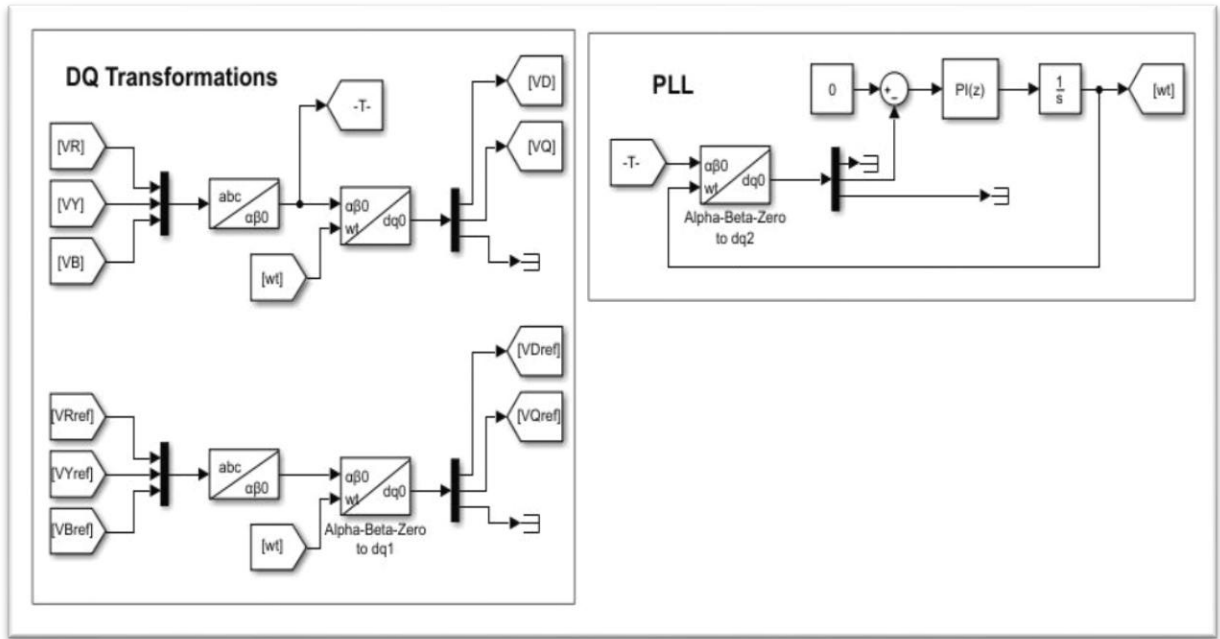 DQ Transformations
[VR]
[VY]
[VB]
abc
αβ0
-T-
[wt]
αβ0
wt
dq0
[VD]
[VQ]
[VRref]
[VYref]
[VBref]
abc
αβ0
[wt]
αβ0
wt
dq0
Alpha-Beta-Zero
to dq1
[VDref]
[VQref]
PLL
0
+
−
PI(z)
1
s
[wt]
-T-
αβ0
wt
dq0
Alpha-Beta-Zero
to dq2